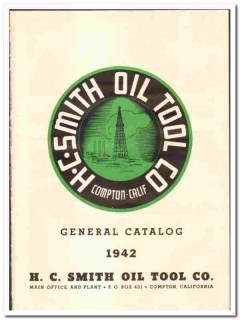 H·C·SMITH OIL TOOL CO
COMPTON-CALIF
GENERAL CATALOG
1942
H. C. SMITH OIL TOOL CO.
MAIN OFFICE AND PLANT • P. O. BOX 431 • COMPTON, CALIFORNIA